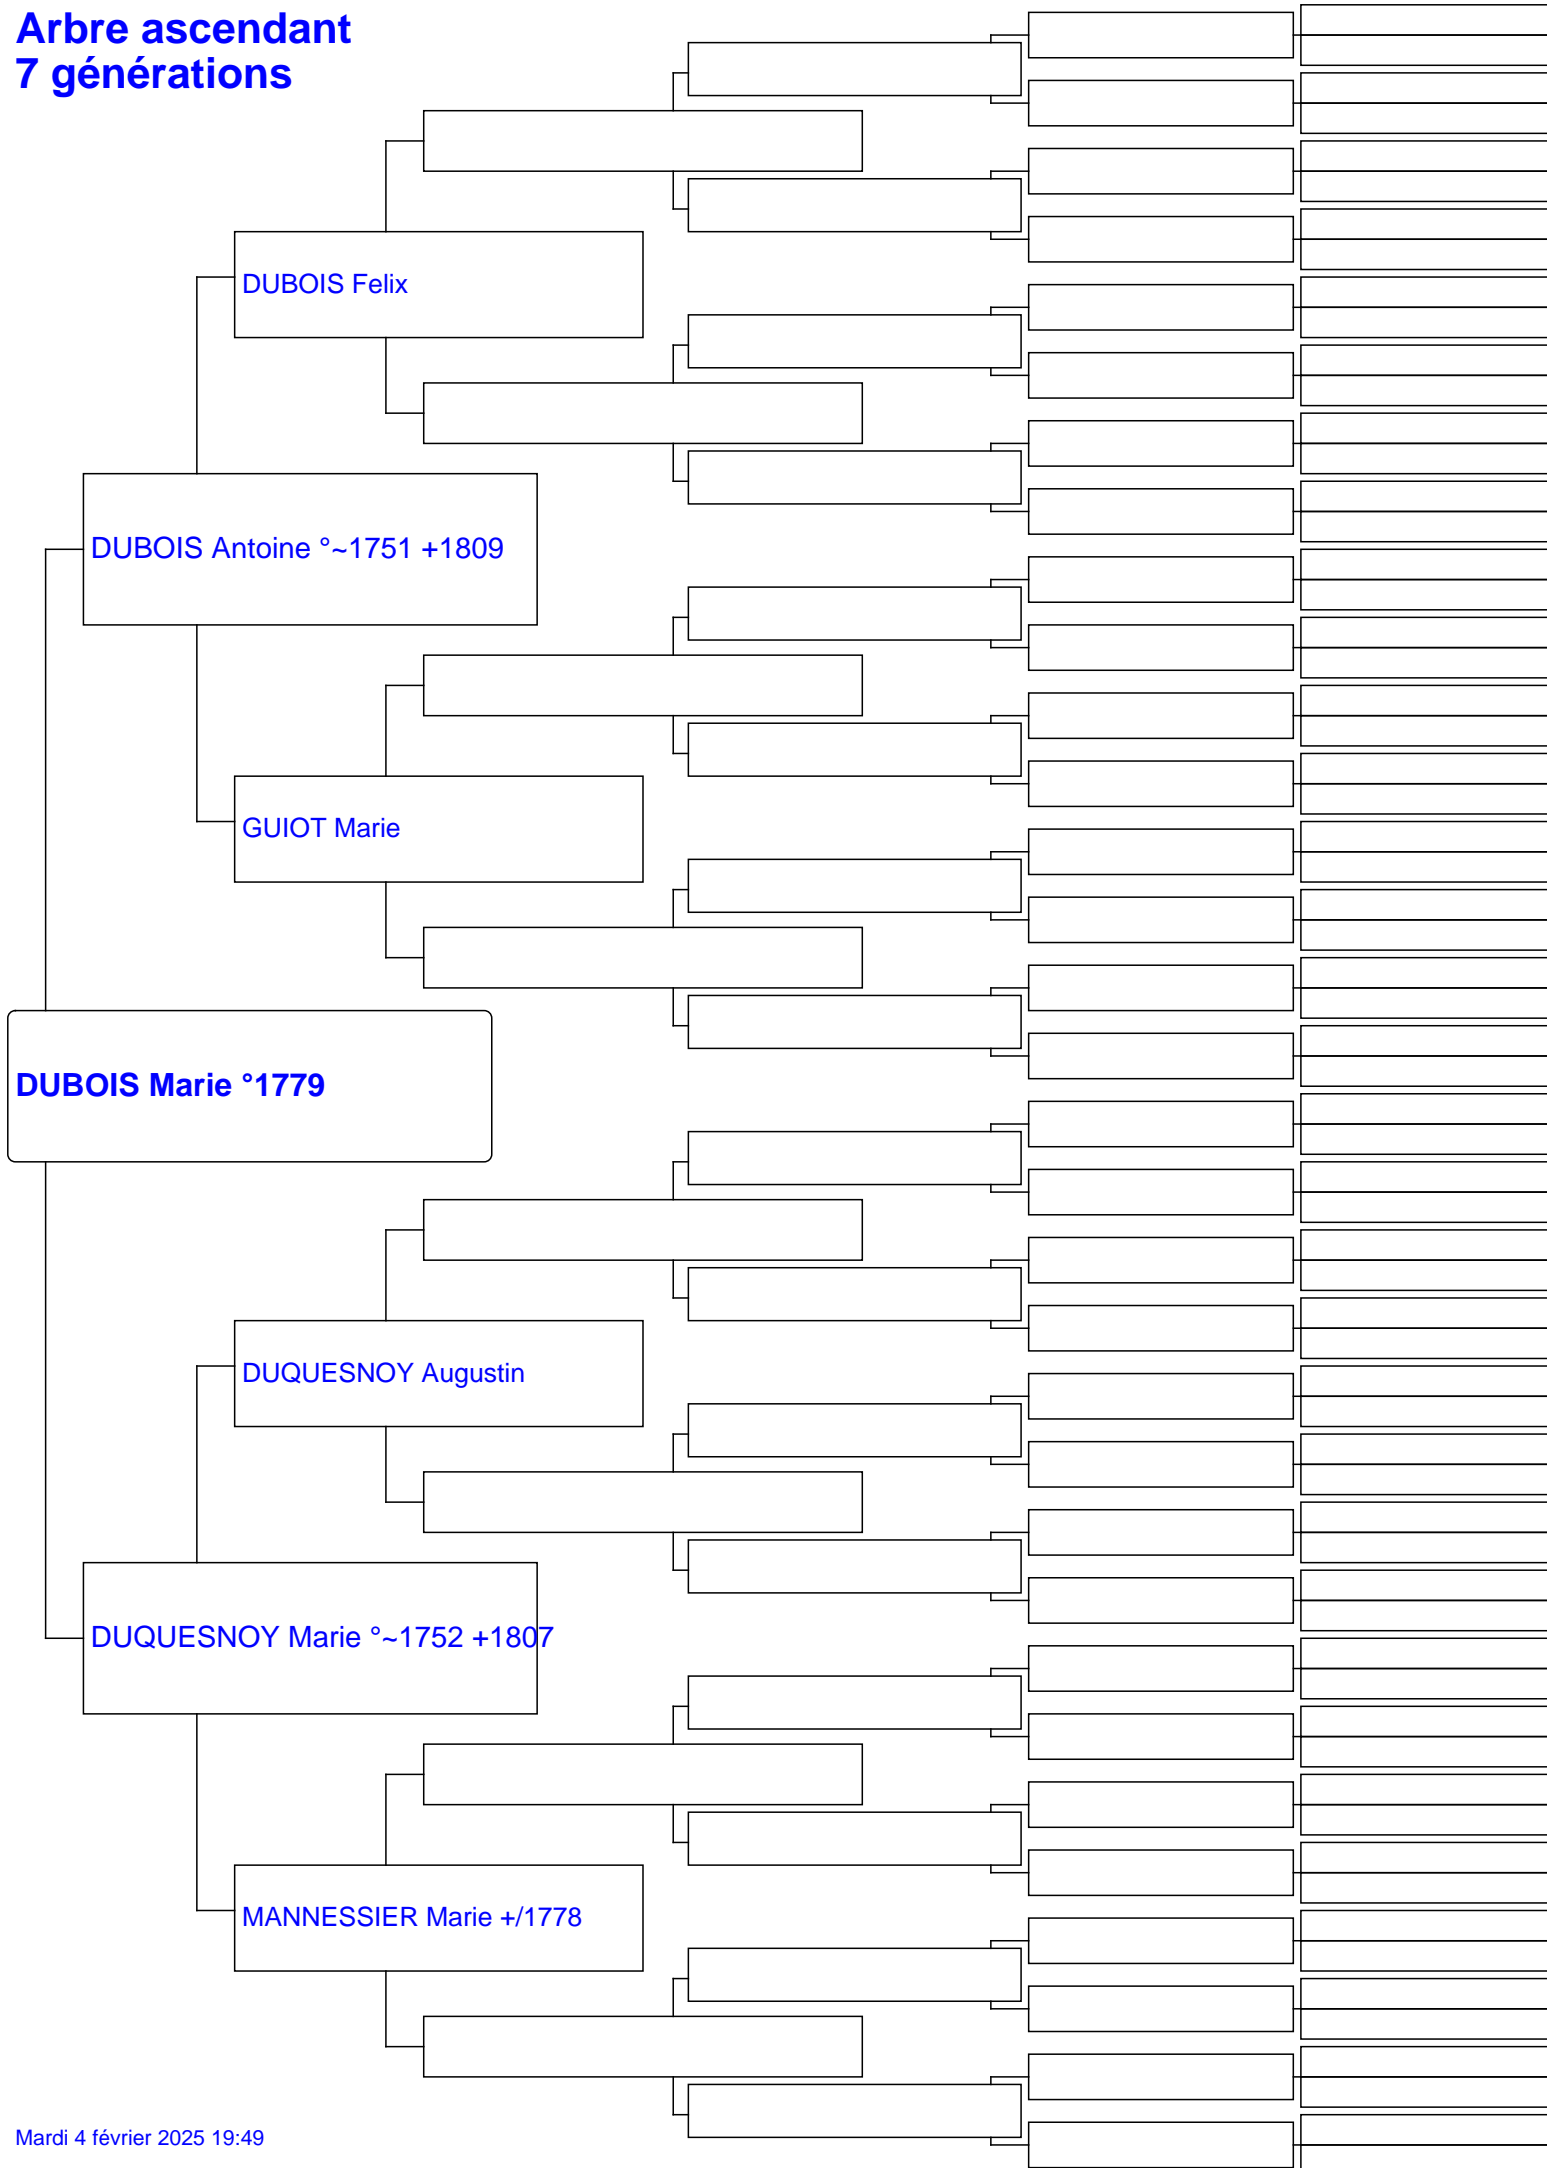 Arbre ascendant
7 générations
DUBOIS Felix
DUBOIS Antoine °~1751 +1809
GUIOT Marie
DUBOIS Marie °1779
DUQUESNOY Augustin
DUQUESNOY Marie °~1752 +1807
MANNESSIER Marie +/1778
Mardi 4 février 2025 19:49